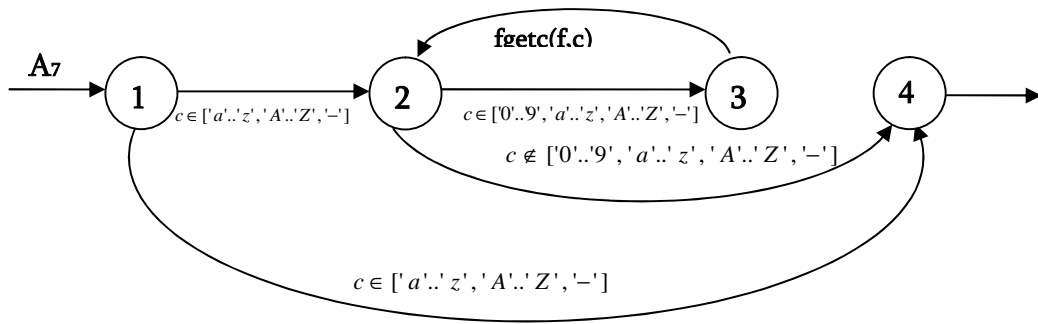 fgetc(f,c)
A7
1
2
3
4
c ∈ ['a'..'z','A'..'Z','−']
c ∈ ['0'..'9','a'..'z','A'..'Z','−']
c ∉ ['0'..'9','a'..'z','A'..'Z','−']
c ∈ ['a'..'z','A'..'Z','−']